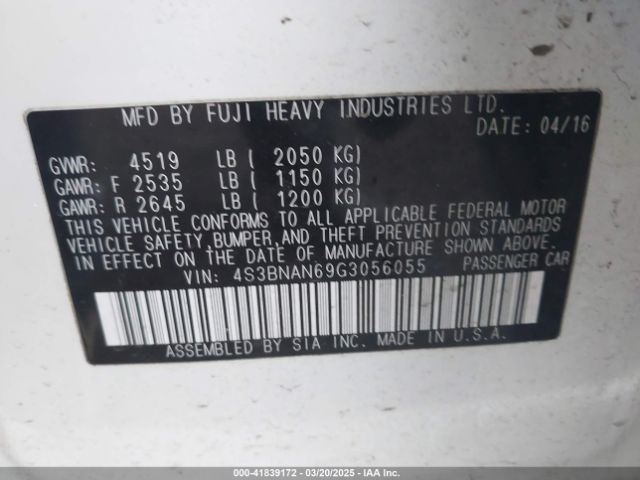 MFD BY FUJI HEAVY INDUSTRIES LTD.
DATE: 04/16
GVWR: 4519 LB ( 2050 KG)
GAWR: F 2535 LB ( 1150 KG)
GAWR: R 2645 LB ( 1200 KG)
THIS VEHICLE CONFORMS TO ALL APPLICABLE FEDERAL MOTOR
VEHICLE SAFETY, BUMPER, AND THEFT PREVENTION STANDARDS
IN EFFECT ON THE DATE OF MANUFACTURE SHOWN ABOVE.
VIN: 4S3BNAN69G3056055 PASSENGER CAR
ASSEMBLED BY SIA INC. MADE IN U.S.A.
000-41839172 — 03/20/2025 — IAA Inc.